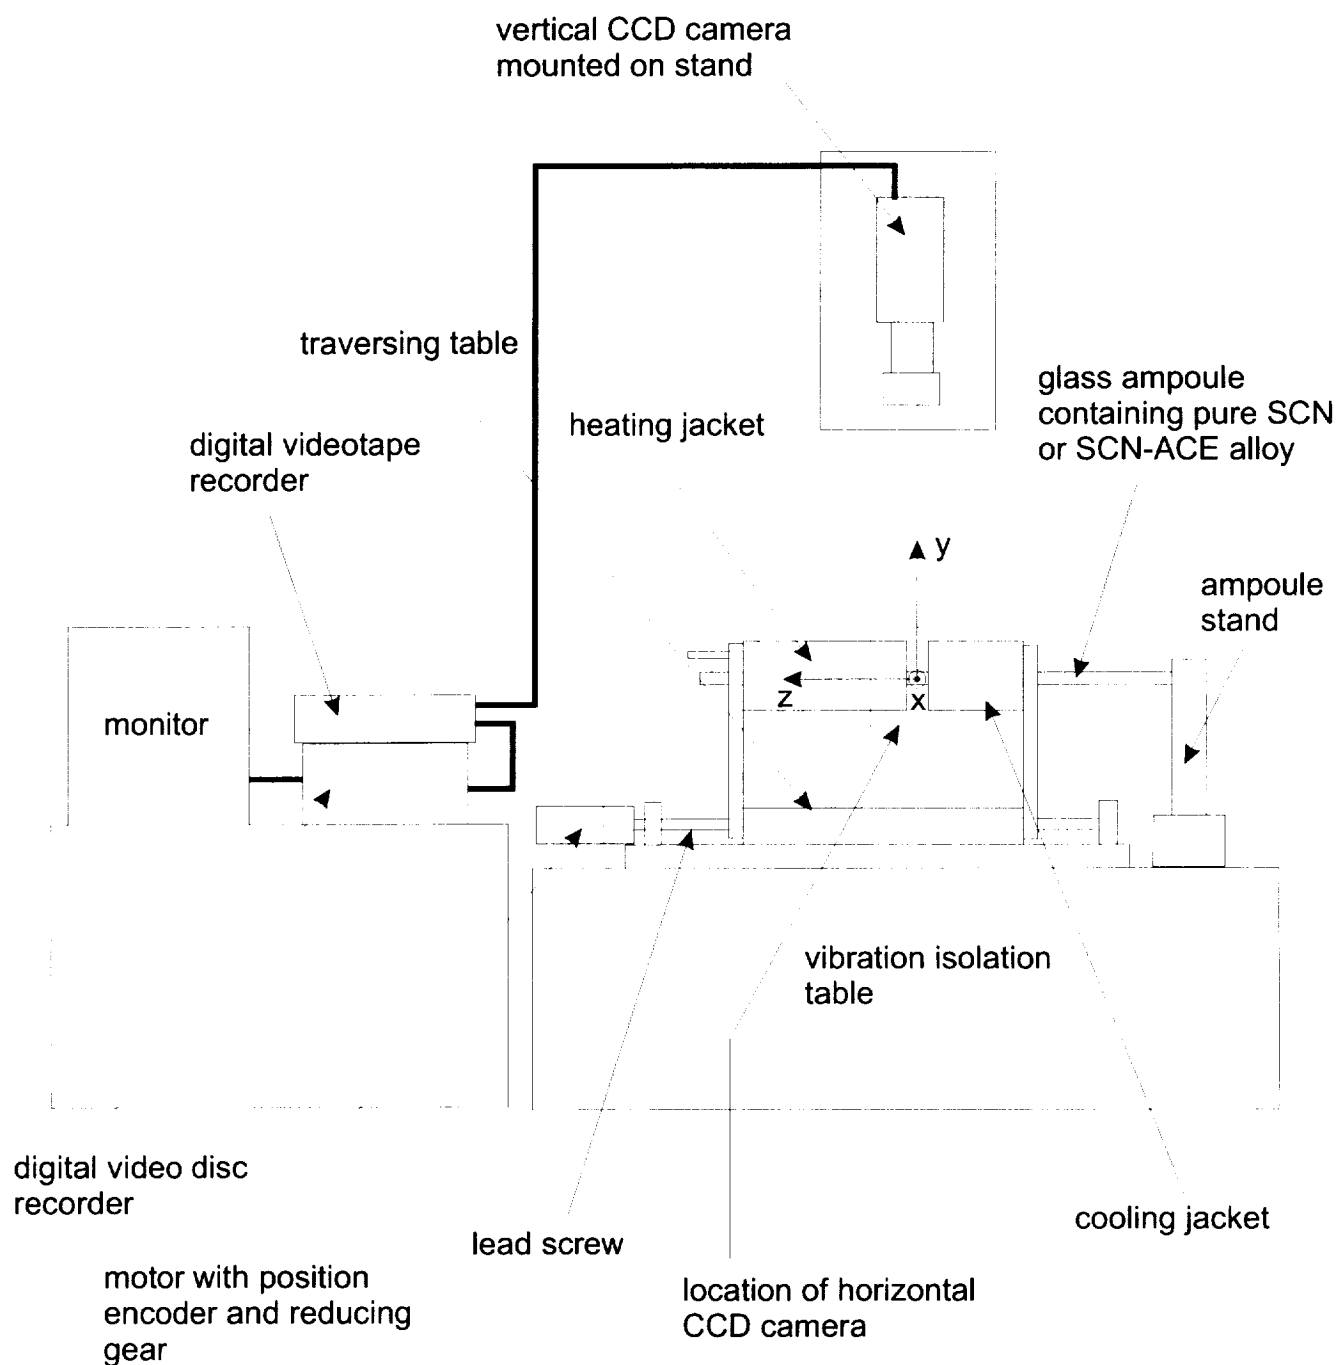 vertical CCD camera
mounted on stand
traversing table
heating jacket
glass ampoule
containing pure SCN
or SCN-ACE alloy
digital videotape
recorder
y
ampoule
stand
monitor
z
x
vibration isolation
table
digital video disc
recorder
cooling jacket
lead screw
motor with position
encoder and reducing
gear
location of horizontal
CCD camera